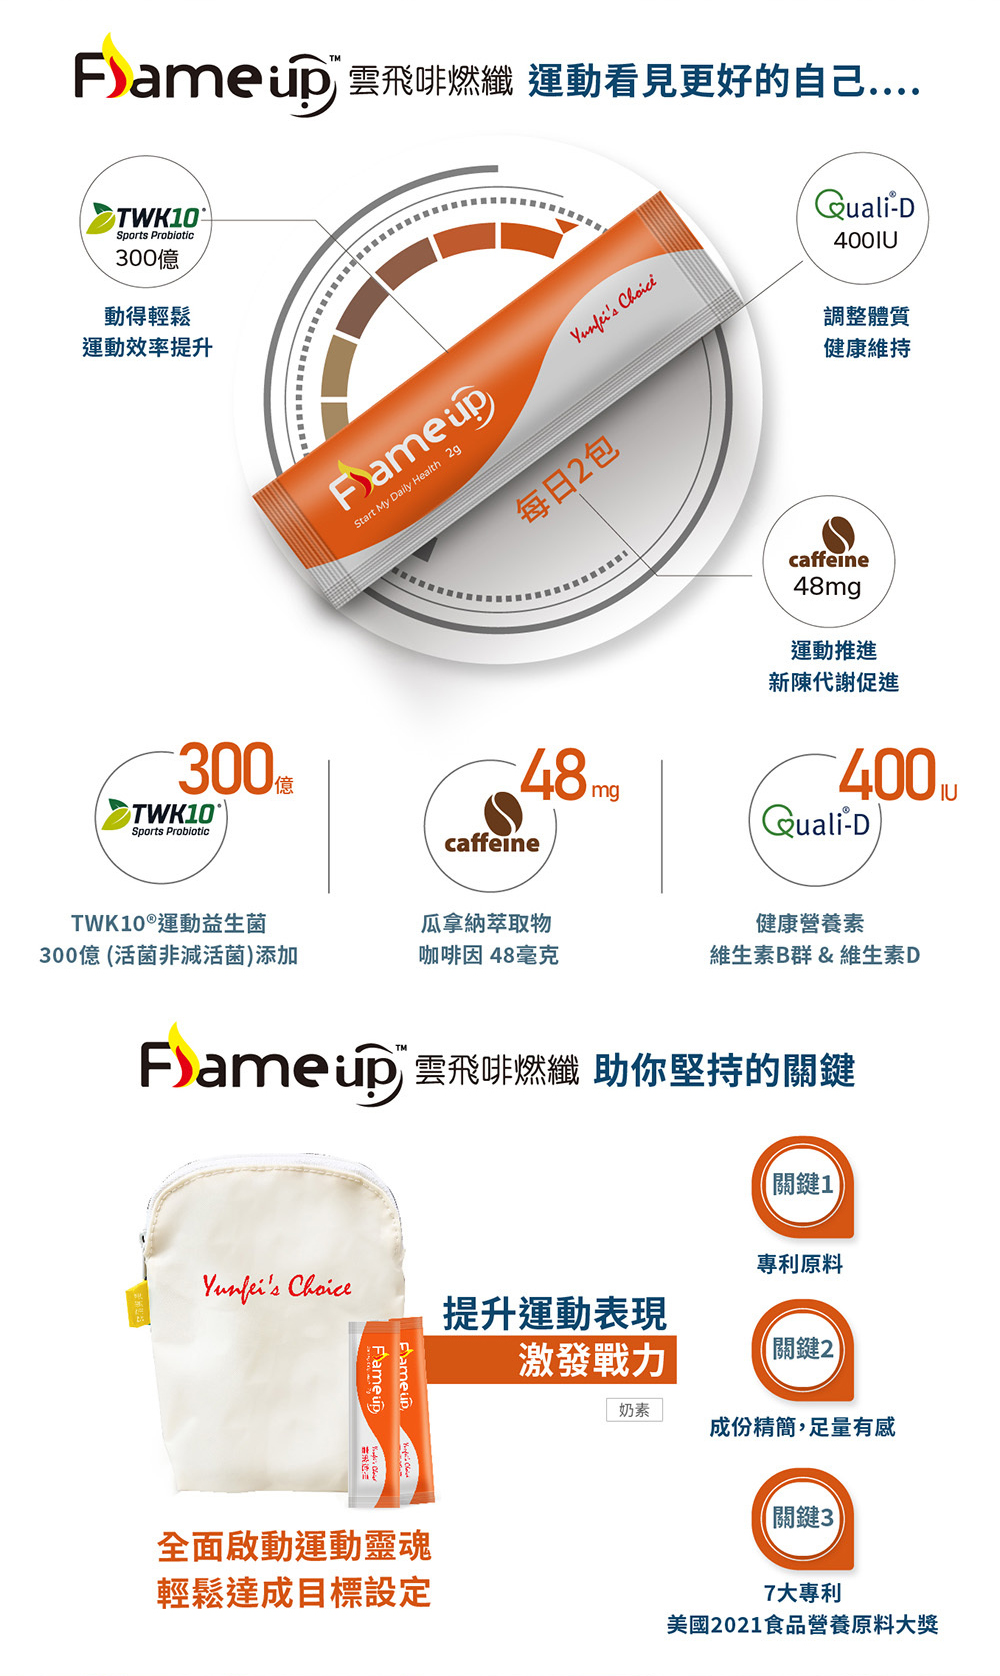 Flameup™ 雲飛啡燃纖 運動看見更好的自己....
TWK10®
Sports Probiotic
300億
動得輕鬆
運動效率提升
Quali®-D
400IU
調整體質
健康維持
Yunfei's Choice
Flameup
Start My Daily Health 2g
每日2包
caffeine
48mg
運動推進
新陳代謝促進
300億
TWK10®
Sports Probiotic
TWK10®運動益生菌
300億 (活菌非減活菌)添加
48mg
caffeine
瓜拿納萃取物
咖啡因 48毫克
400IU
Quali®-D
健康營養素
維生素B群 & 維生素D
Flameup™ 雲飛啡燃纖 助你堅持的關鍵
Yunfei's Choice
Flameup
Yunfei's Choice
Flameup
Yunfei's Choice
提升運動表現
激發戰力
奶素
全面啟動運動靈魂
輕鬆達成目標設定
關鍵1
專利原料
關鍵2
成份精簡，足量有感
關鍵3
7大專利
美國2021食品營養原料大獎